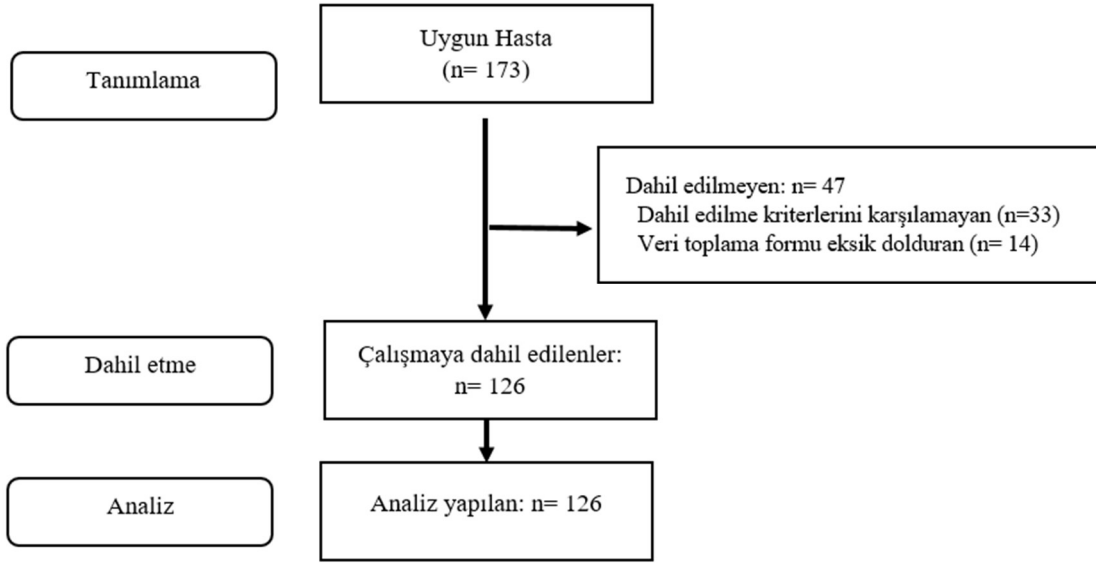 Tanımlama
Uygun Hasta
(n= 173)
Dahil edilmeyen: n= 47
Dahil edilme kriterlerini karşılamayan (n=33)
Veri toplama formu eksik dolduran (n= 14)
Dahil etme
Çalışmaya dahil edilenler:
n= 126
Analiz
Analiz yapılan: n= 126